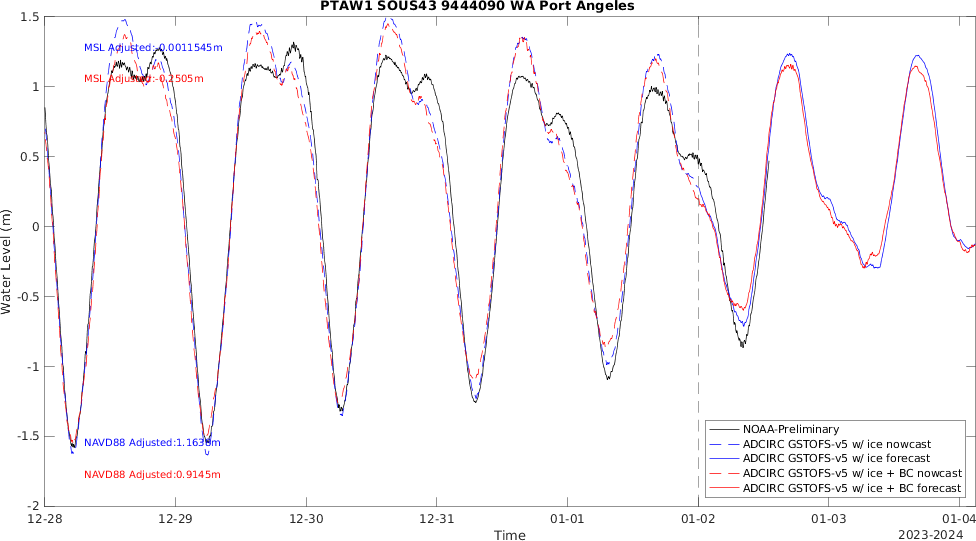 PTAW1 SOUS43 9444090 WA Port Angeles
1.5
1
0.5
0
-0.5
-1
-1.5
-2
Water Level (m)
MSL Adjusted:-0.0011545m
MSL Adjusted:-0.2505m
NAVD88 Adjusted:1.1638m
NAVD88 Adjusted:0.9145m
NOAA-Preliminary
ADCIRC GSTOFS-v5 w/ ice nowcast
ADCIRC GSTOFS-v5 w/ ice forecast
ADCIRC GSTOFS-v5 w/ ice + BC nowcast
ADCIRC GSTOFS-v5 w/ ice + BC forecast
12-28 12-29 12-30 12-31 01-01 01-02 01-03 01-04
Time
2023-2024